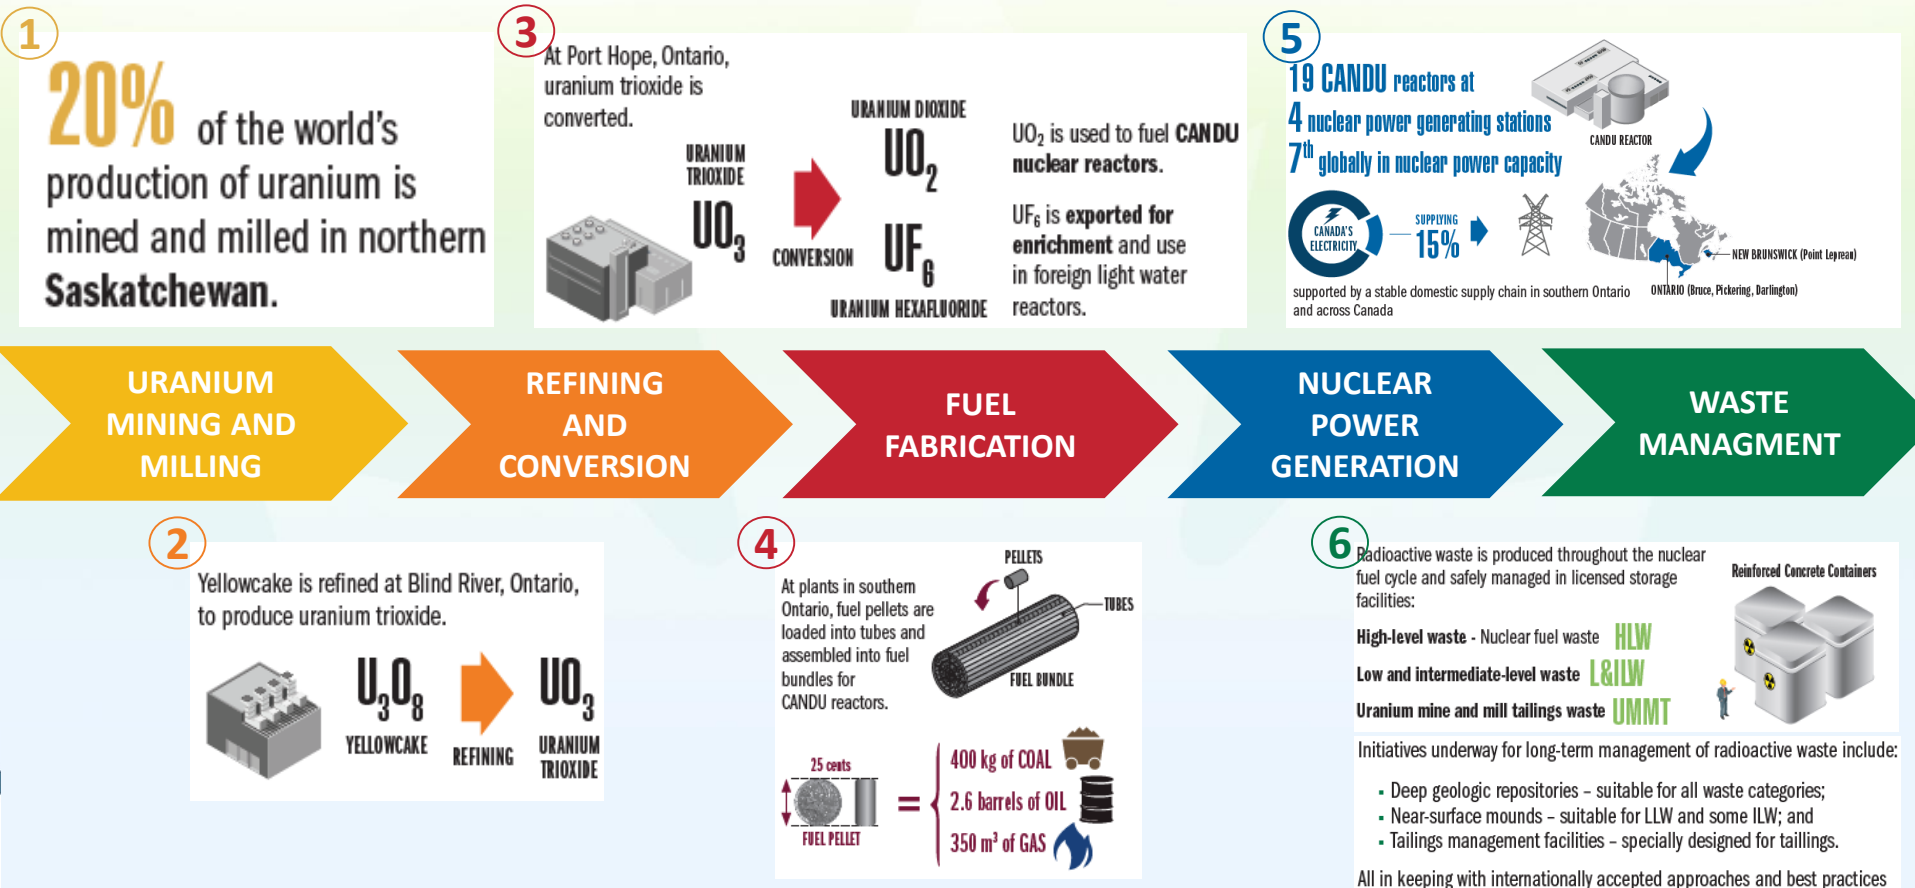 1
20% of the world's
production of uranium is
mined and milled in northern
Saskatchewan.
3
At Port Hope, Ontario,
uranium trioxide is
converted.
URANIUM
TRIOXIDE
UO3
CONVERSION
URANIUM DIOXIDE
UO2
UF6
URANIUM HEXAFLUORIDE
UO2 is used to fuel CANDU
nuclear reactors.
UF6 is exported for
enrichment and use
in foreign light water
reactors.
5
19 CANDU reactors at
4 nuclear power generating stations
7th globally in nuclear power capacity
CANDU REACTOR
CANADA'S
ELECTRICITY
SUPPLYING
15%
NEW BRUNSWICK (Point Lepreau)
ONTARIO (Bruce, Pickering, Darlington)
supported by a stable domestic supply chain in southern Ontario
and across Canada
URANIUM
MINING AND
MILLING
REFINING
AND
CONVERSION
FUEL
FABRICATION
NUCLEAR
POWER
GENERATION
WASTE
MANAGMENT
2
Yellowcake is refined at Blind River, Ontario,
to produce uranium trioxide.
U3O8
YELLOWCAKE
REFINING
UO3
URANIUM
TRIOXIDE
4
At plants in southern
Ontario, fuel pellets are
loaded into tubes and
assembled into fuel
bundles for
CANDU reactors.
PELLETS
TUBES
FUEL BUNDLE
25 cents
FUEL PELLET
=
400 kg of COAL
2.6 barrels of OIL
350 m³ of GAS
6
Radioactive waste is produced throughout the nuclear
fuel cycle and safely managed in licensed storage
facilities:
High-level waste - Nuclear fuel waste HLW
Low and intermediate-level waste L&ILW
Uranium mine and mill tailings waste UMMT
Reinforced Concrete Containers
Initiatives underway for long-term management of radioactive waste include:
▪ Deep geologic repositories – suitable for all waste categories;
▪ Near-surface mounds – suitable for LLW and some ILW; and
▪ Tailings management facilities – specially designed for taillings.
All in keeping with internationally accepted approaches and best practices